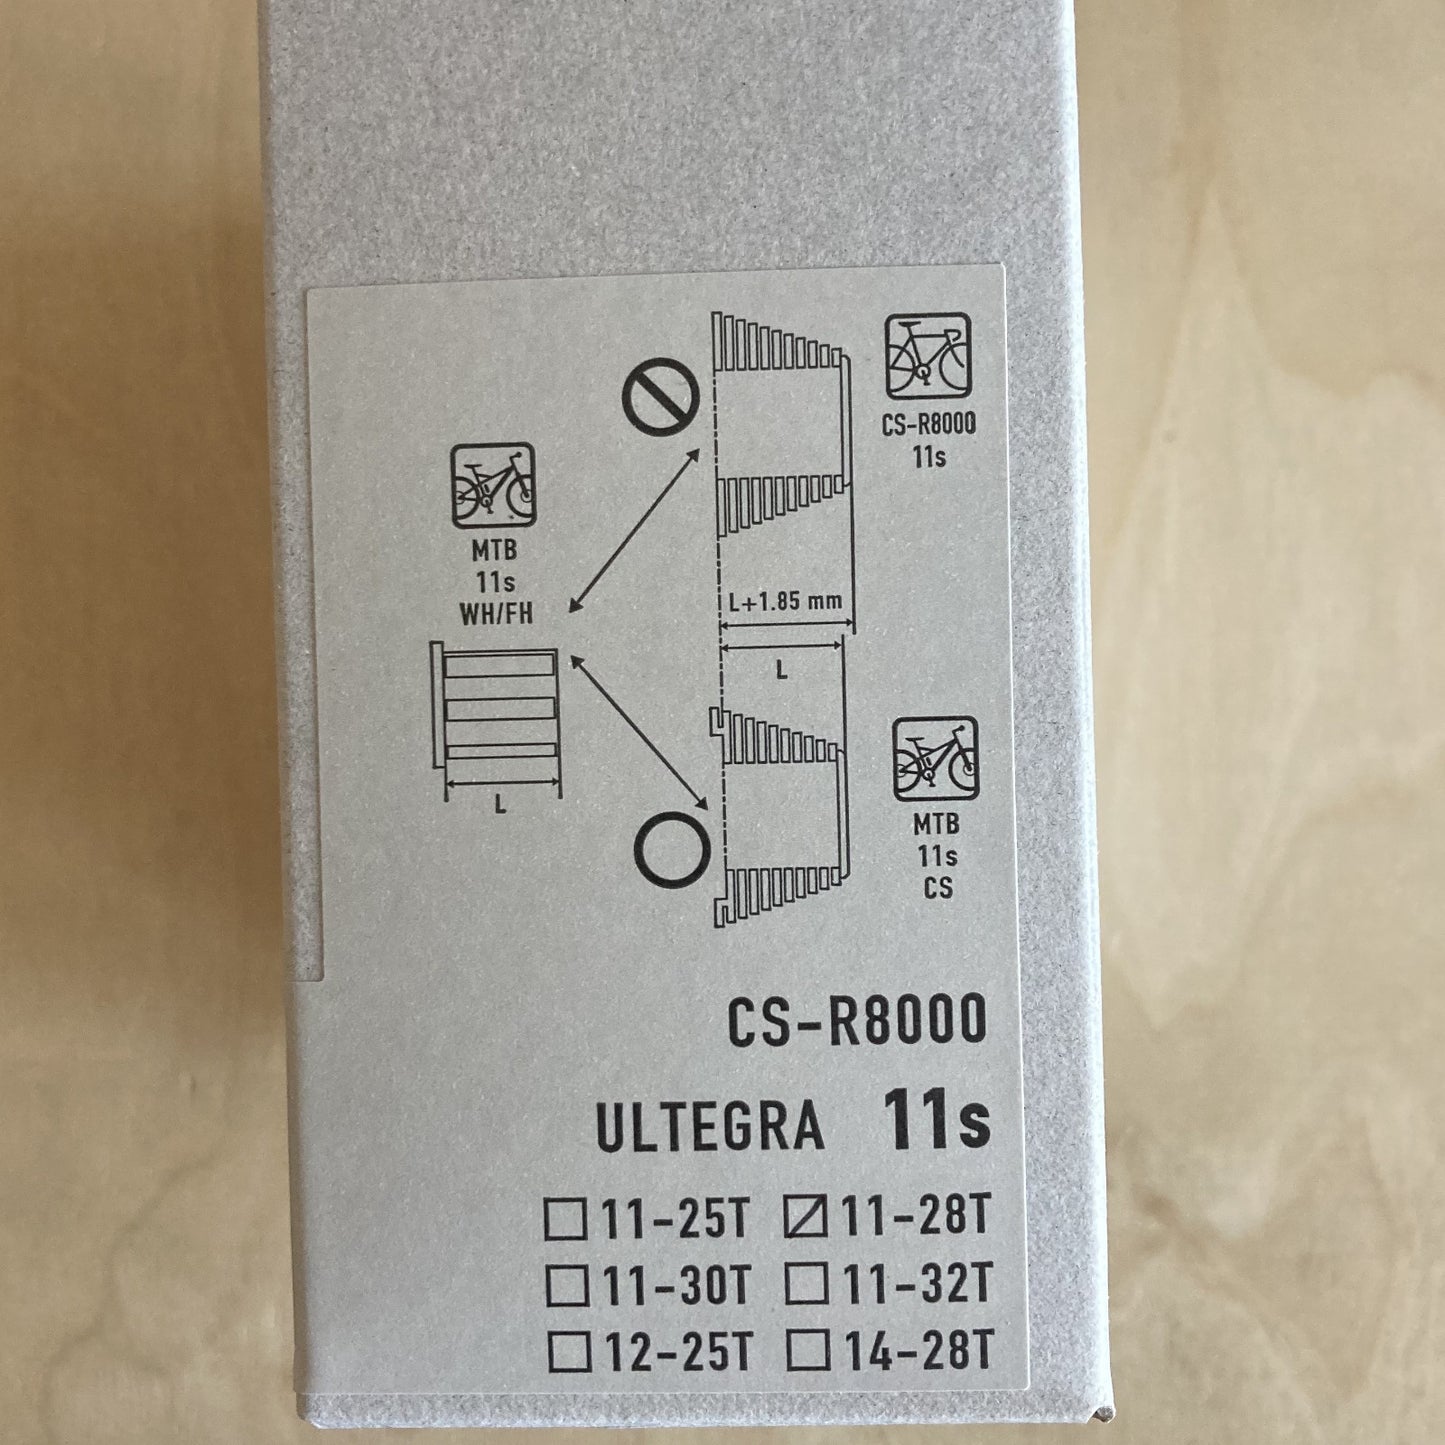 CS-R8000
11s
MTB
11s
WH/FH
L+1.85 mm
L
L
MTB
11s
CS
CS-R8000
ULTEGRA 11s
11-25T 11-28T
11-30T 11-32T
12-25T 14-28T